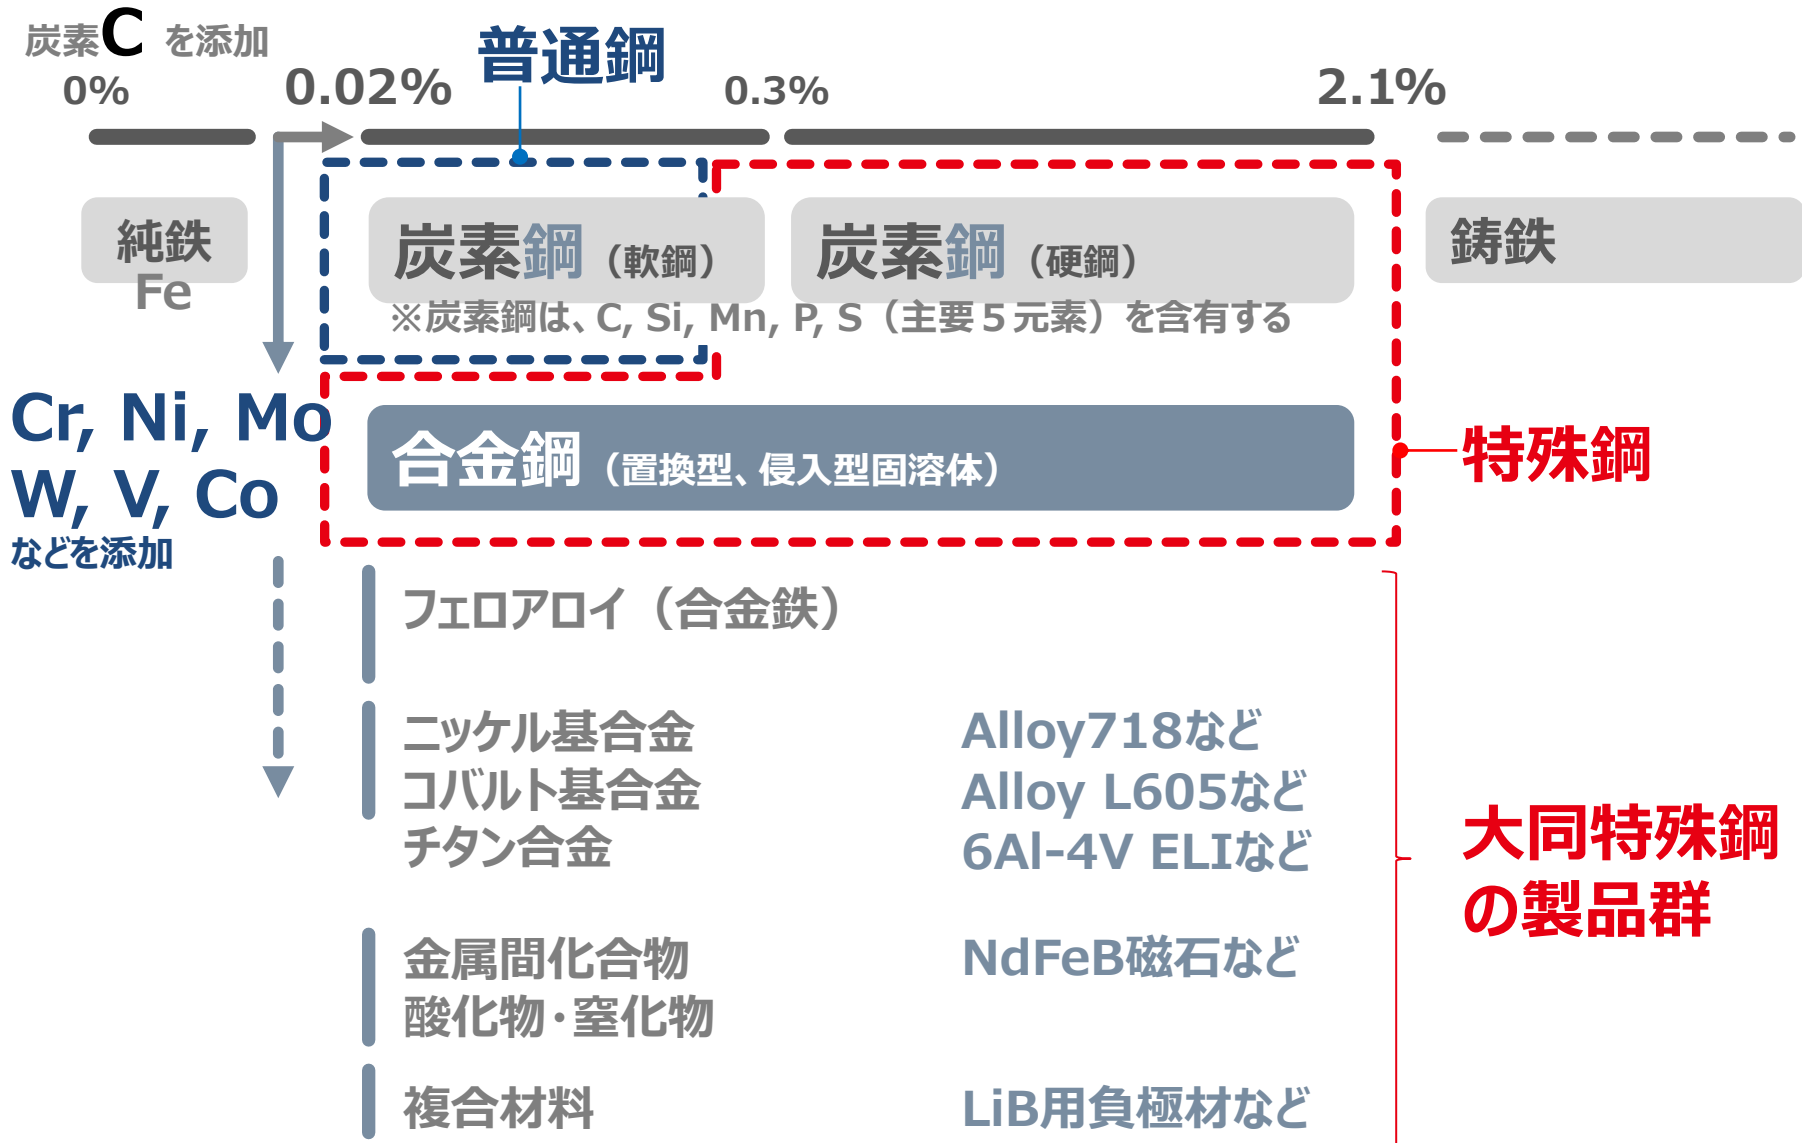 炭素C を添加
普通鋼
0% 0.02% 0.3% 2.1%
純鉄
Fe
炭素鋼（軟鋼）
炭素鋼（硬鋼）
鋳鉄
※炭素鋼は、C, Si, Mn, P, S（主要５元素）を含有する
Cr, Ni, Mo
W, V, Co
などを添加
合金鋼（置換型、侵入型固溶体）
特殊鋼
フェロアロイ（合金鉄）
ニッケル基合金 Alloy718など
コバルト基合金 Alloy L605など
チタン合金 6Al-4V ELIなど
大同特殊鋼
の製品群
金属間化合物 NdFeB磁石など
酸化物・窒化物
複合材料 LiB用負極材など